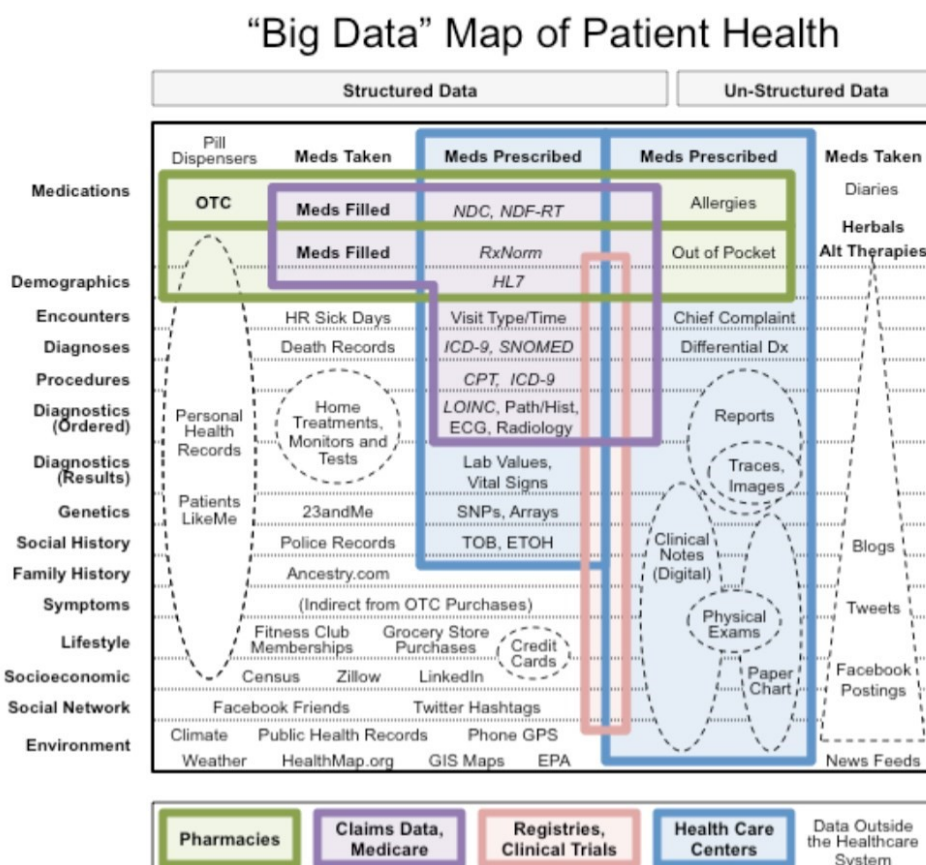 “Big Data” Map of Patient Health
Structured Data
Un-Structured Data
Pill
Dispensers
Meds Taken
Meds Prescribed
Meds Prescribed
Meds Taken
Medications
OTC
Meds Filled
NDC, NDF-RT
Allergies
Diaries
Herbals
Meds Filled
RxNorm
Out of Pocket
Alt Therapies
Demographics
HL7
Encounters
HR Sick Days
Visit Type/Time
Chief Complaint
Diagnoses
Death Records
ICD-9, SNOMED
Differential Dx
Procedures
CPT, ICD-9
Diagnostics
(Ordered)
Personal
Health
Records
Home
Treatments,
Monitors and
Tests
LOINC, Path/Hist,
ECG, Radiology
Reports
Diagnostics
(Results)
Lab Values,
Vital Signs
Traces,
Images
Patients
LikeMe
Genetics
23andMe
SNPs, Arrays
Social History
Police Records
TOB, ETOH
Clinical
Notes
(Digital)
Blogs
Family History
Ancestry.com
Symptoms
(Indirect from OTC Purchases)
Physical
Exams
Tweets
Lifestyle
Fitness Club
Memberships
Grocery Store
Purchases
Credit
Cards
Socioeconomic
Census
Zillow
LinkedIn
Paper
Chart
Facebook
Postings
Social Network
Facebook Friends
Twitter Hashtags
Environment
Climate
Public Health Records
Phone GPS
Weather
HealthMap.org
GIS Maps
EPA
News Feeds
Pharmacies
Claims Data,
Medicare
Registries,
Clinical Trials
Health Care
Centers
Data Outside
the Healthcare
System